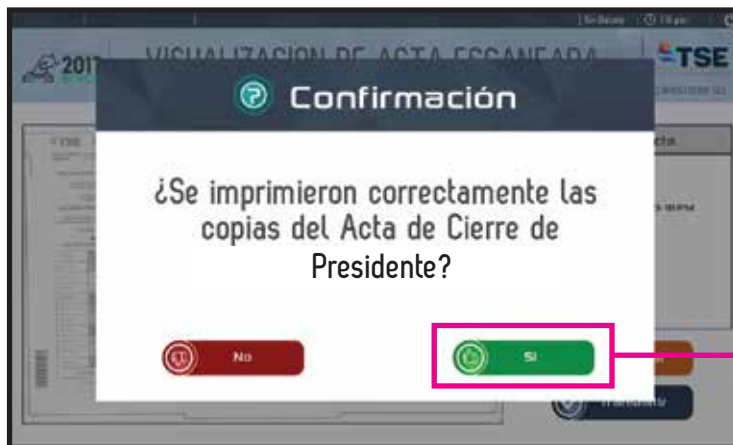 2017
VISUALIZACION DE ACTA ESCANEADA
TSE
Confirmación
¿Se imprimieron correctamente las
copias del Acta de Cierre de
Presidente?
No
SI